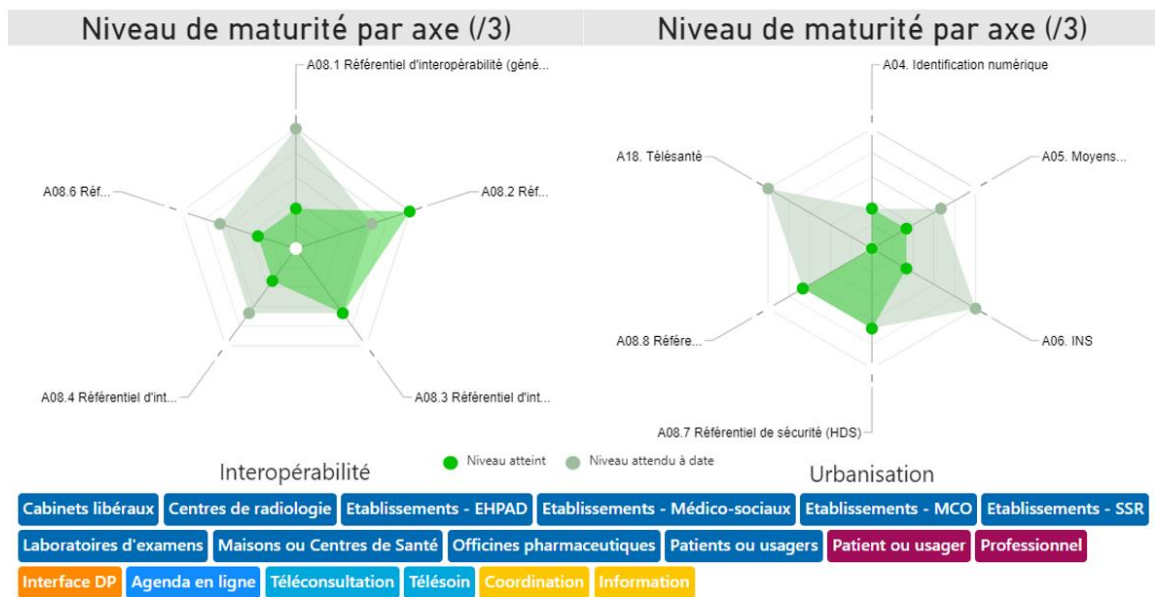 Niveau de maturité par axe (/3)
Niveau de maturité par axe (/3)
A08.1 Référentiel d'interopérabilité (géné...
A08.6 Réf...
A08.2 Réf...
A08.4 Référentiel d'int...
A08.3 Référentiel d'int...
A04. Identification numérique
A18. Télésanté
A05. Moyens...
A08.8 Référe...
A06. INS
A08.7 Référentiel de sécurité (HDS)
Niveau atteint
Niveau attendu à date
Interopérabilité
Urbanisation
Cabinets libéraux Centres de radiologie Etablissements - EHPAD Etablissements - Médico-sociaux Etablissements - MCO Etablissements - SSR
Laboratoires d'examens Maisons ou Centres de Santé Officines pharmaceutiques Patients ou usagers Patient ou usager Professionnel
Interface DP Agenda en ligne Téléconsultation Télésoin Coordination Information